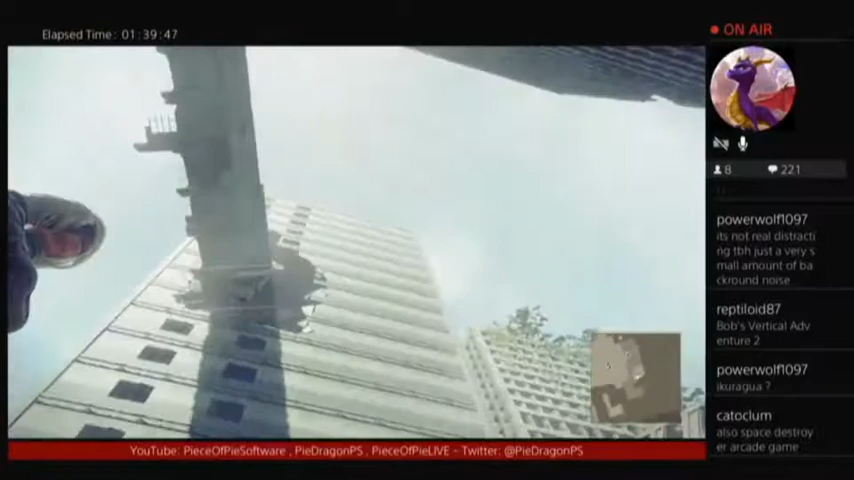 Elapsed Time: 01:39:47
ON AIR
8 221
powerwolf1097
its not real distracti
ng tbh just a very s
mall amount of ba
ckround noise
reptiloid87
Bob's Vertical Adv
enture 2
powerwolf1097
ikuragua ?
catoclum
also space destroy
er arcade game
YouTube: PieceOfPieSoftware , PieDragonPS , PieceOfPieLIVE - Twitter: @PieDragonPS